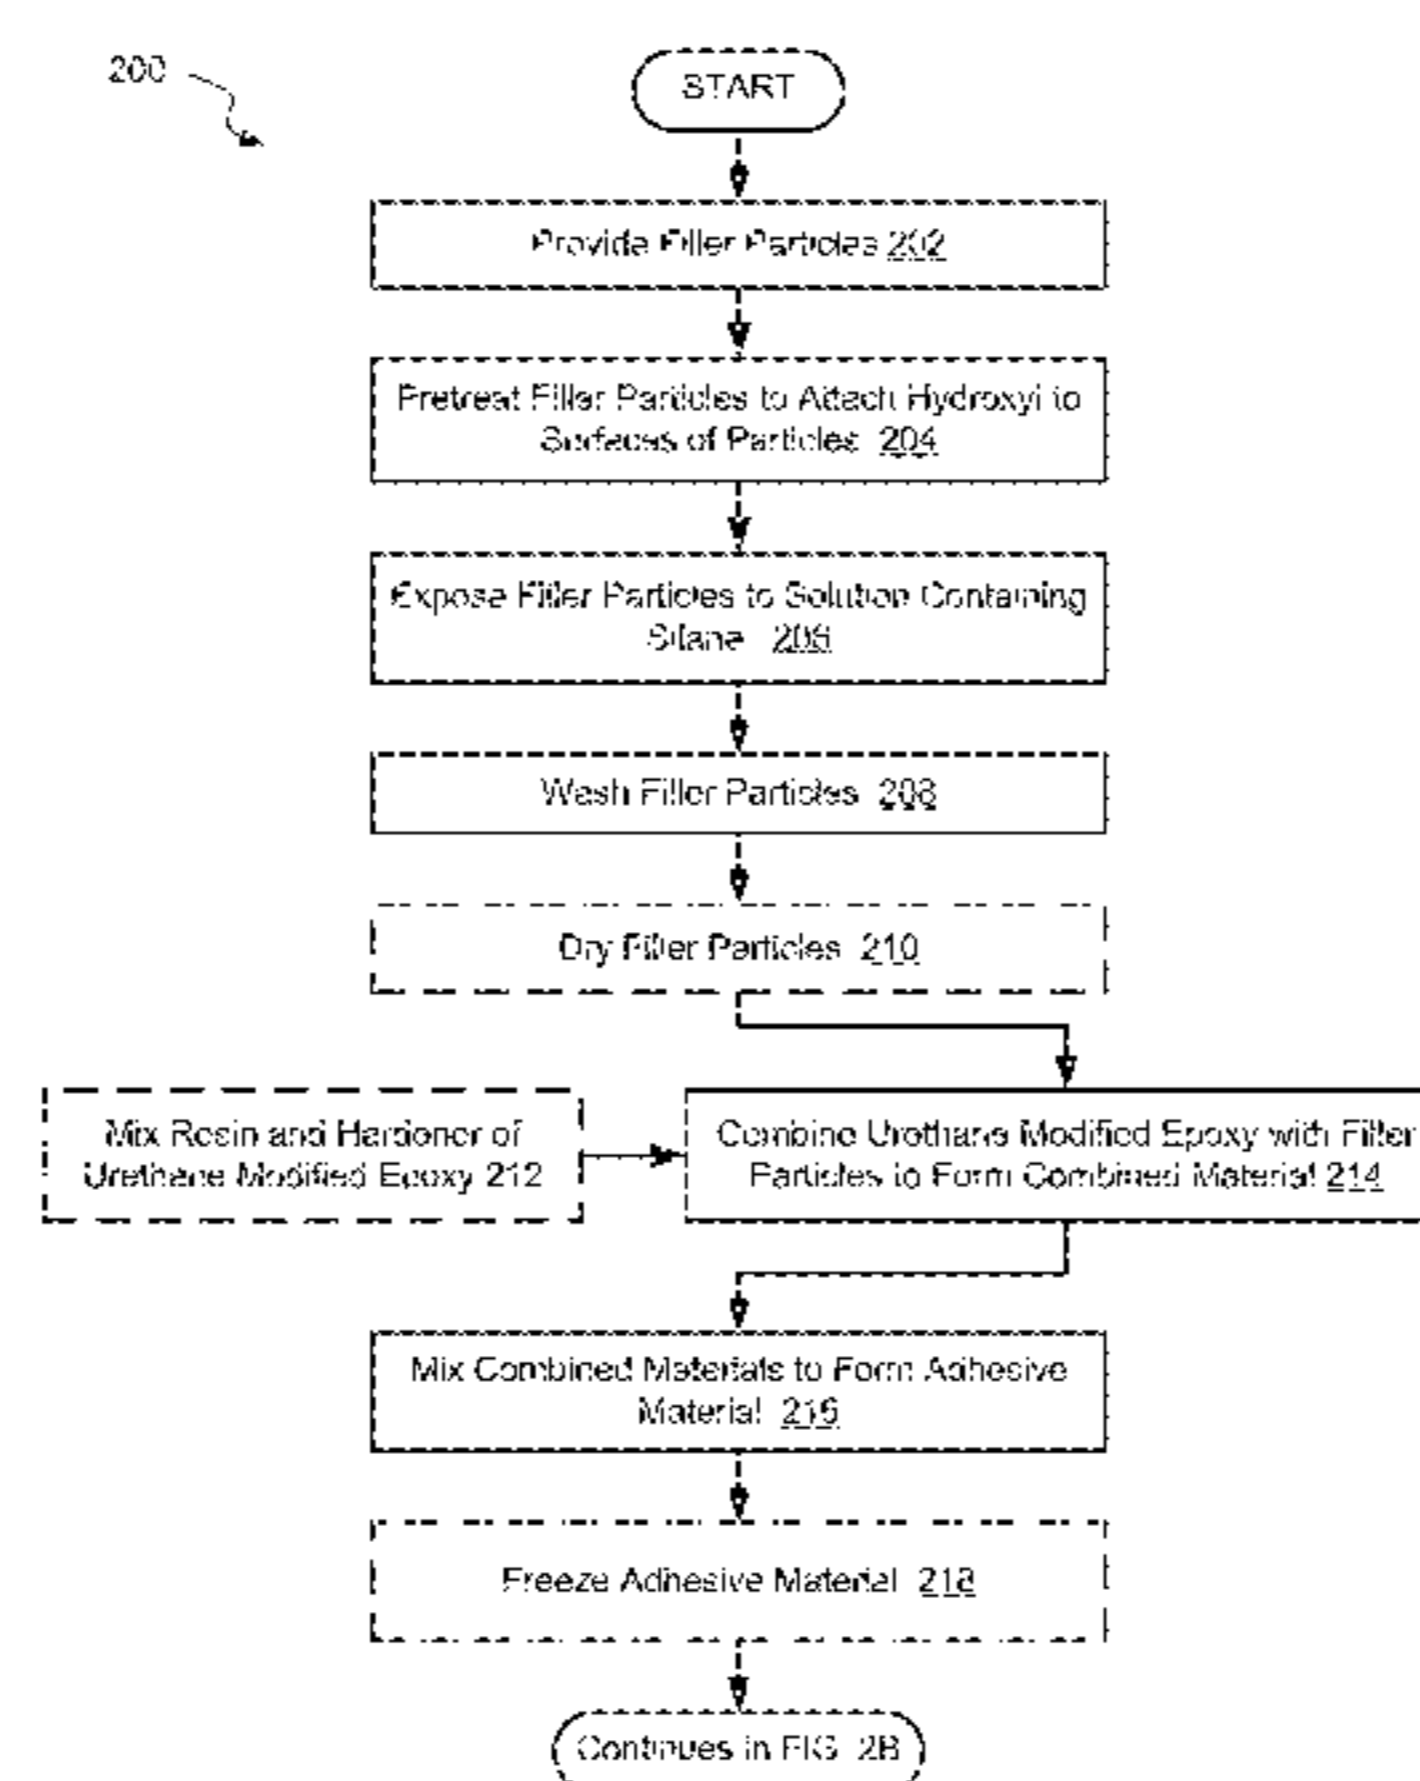 200
START
Provide Filler Particles 202
Pretreat Filler Particles to Attach Hydroxyl to
Surfaces of Particles 204
Expose Filler Particles to Solution Containing
Silane 206
Wash Filler Particles 208
Dry Filler Particles 210
Mix Resin and Hardener of
Urethane Modified Epoxy 212
Combine Urethane Modified Epoxy with Filler
Particles to Form Combined Material 214
Mix Combined Materials to Form Adhesive
Material 216
Freeze Adhesive Material 218
Continues in FIG. 2B